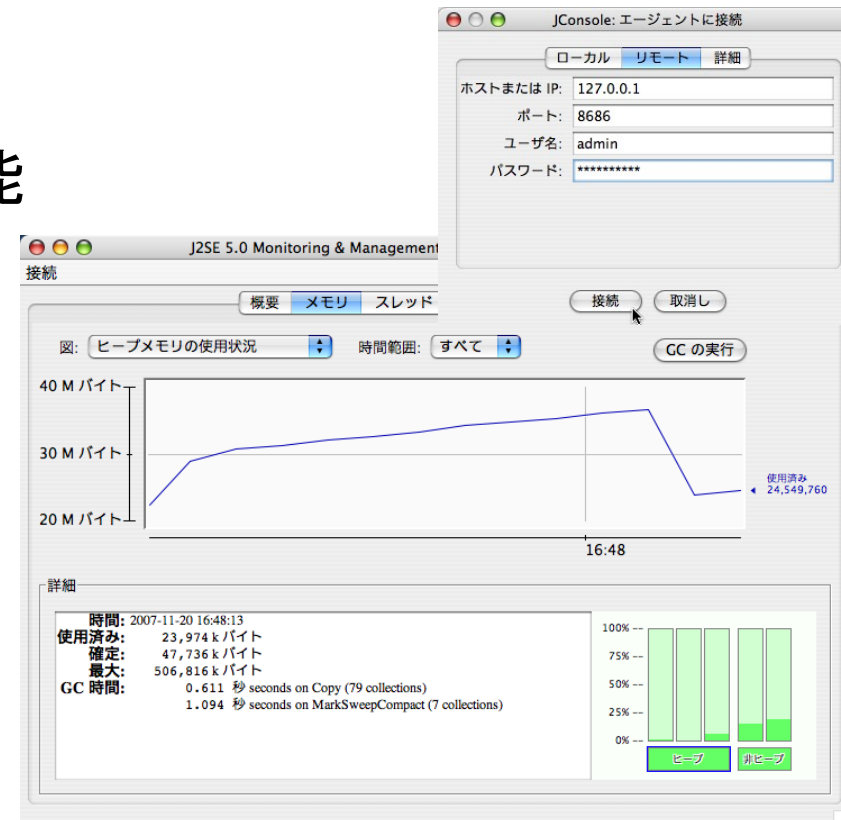 JConsole: エージェントに接続
ローカル リモート 詳細
ホストまたは IP: 127.0.0.1
ポート: 8686
ユーザ名: admin
パスワード: **********
接続 取消し
能
J2SE 5.0 Monitoring & Management
接続
概要 メモリ スレッド
図: ヒープメモリの使用状況 時間範囲: すべて GC の実行
40 M バイト
30 M バイト
20 M バイト
使用済み
24,549,760
16:48
詳細
時間: 2007-11-20 16:48:13
使用済み: 23,974 k バイト
確定: 47,736 k バイト
最大: 506,816 k バイト
GC 時間: 0.611 秒 seconds on Copy (79 collections)
1.094 秒 seconds on MarkSweepCompact (7 collections)
100% --
75% --
50% --
25% --
0% --
ヒープ 非ヒープ